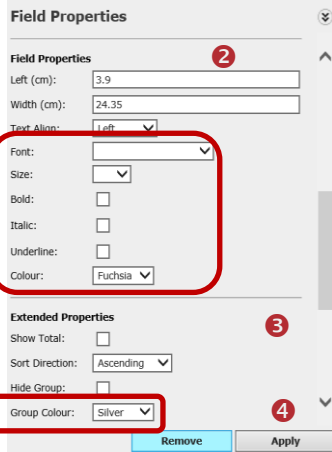 Field Properties
Field Properties 2
Left (cm): 3.9
Width (cm): 24.35
Text Align: Left
Font:
Size:
Bold:
Italic:
Underline:
Colour: Fuchsia
Extended Properties
3
Show Total:
Sort Direction: Ascending
Hide Group:
Group Colour: Silver 4
Remove Apply